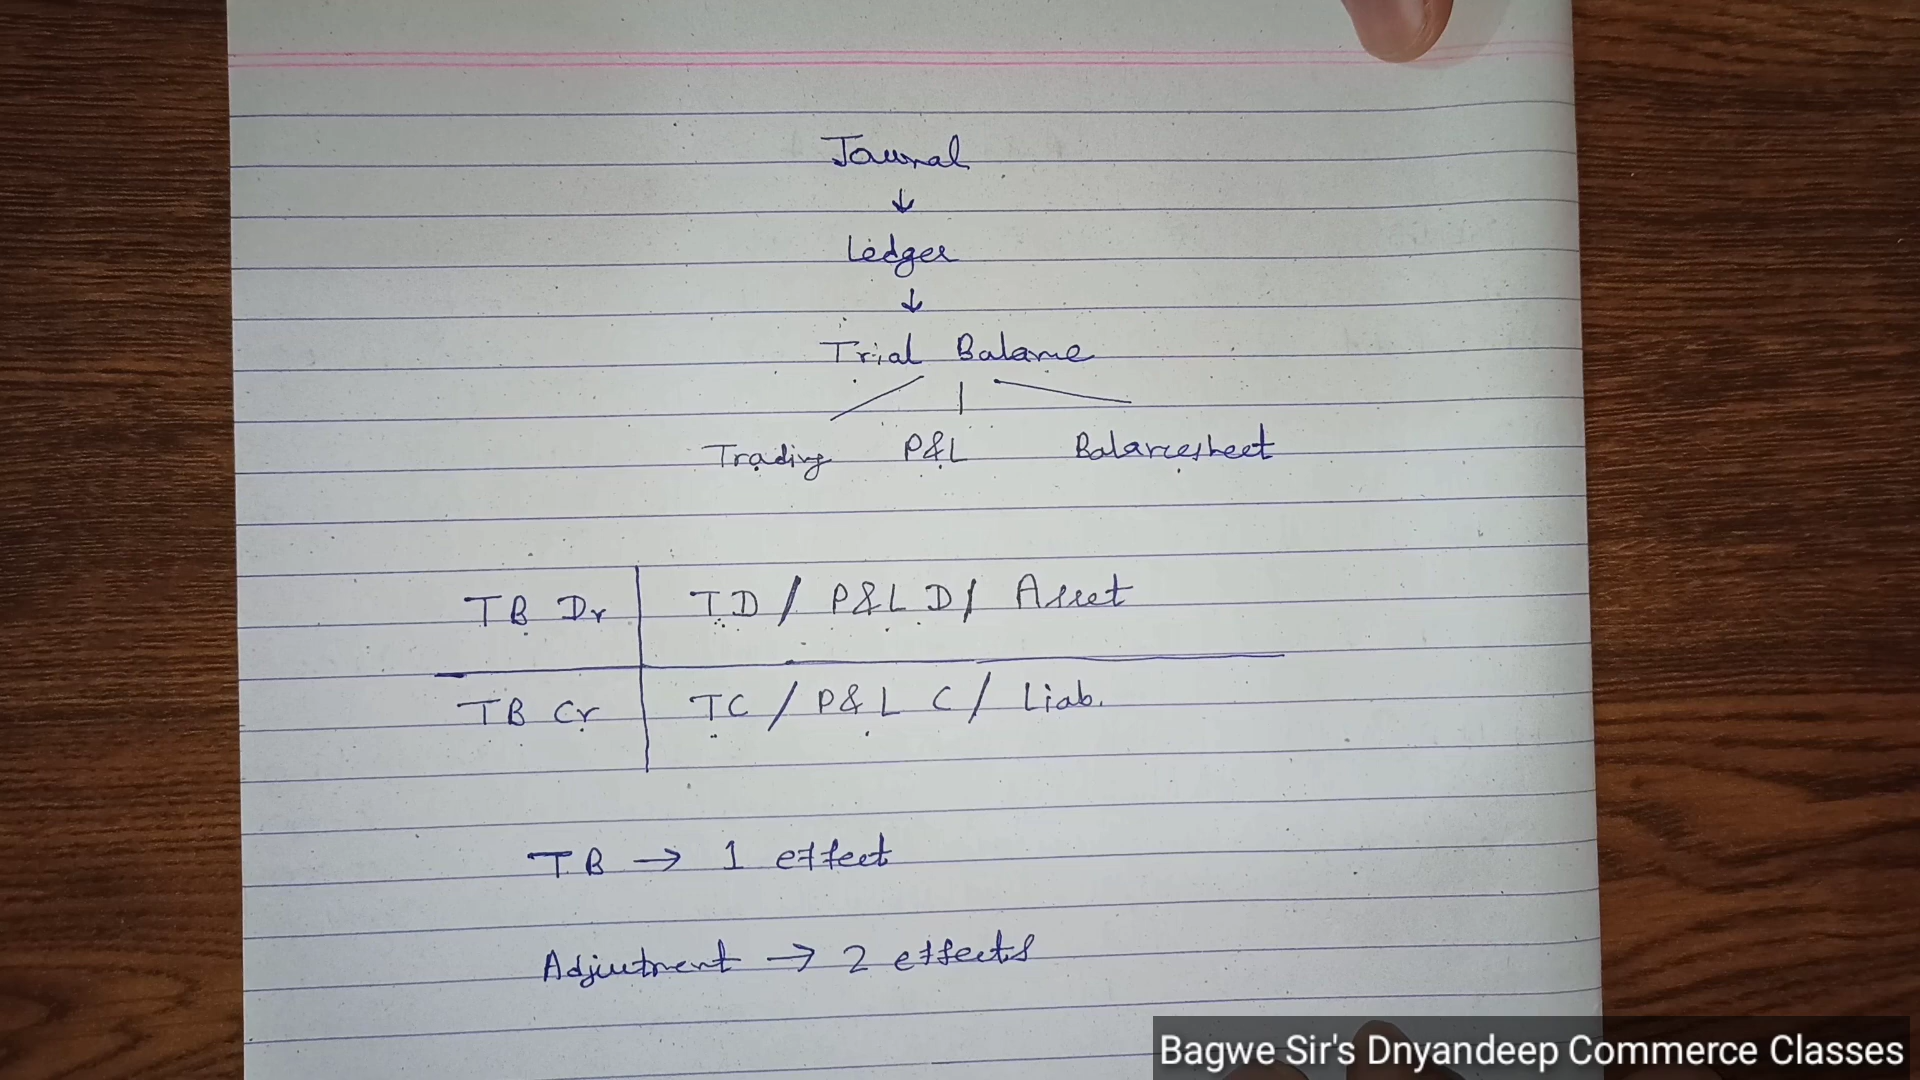 Journal
↓
Ledger
↓
Trial Balance
Trading P&L Balancesheet
TB Dr | TD / P&L D / Asset
TB Cr | TC / P&L C / Liab.
TB → 1 effect
Adjustment → 2 effects
Bagwe Sir's Dnyandeep Commerce Classes